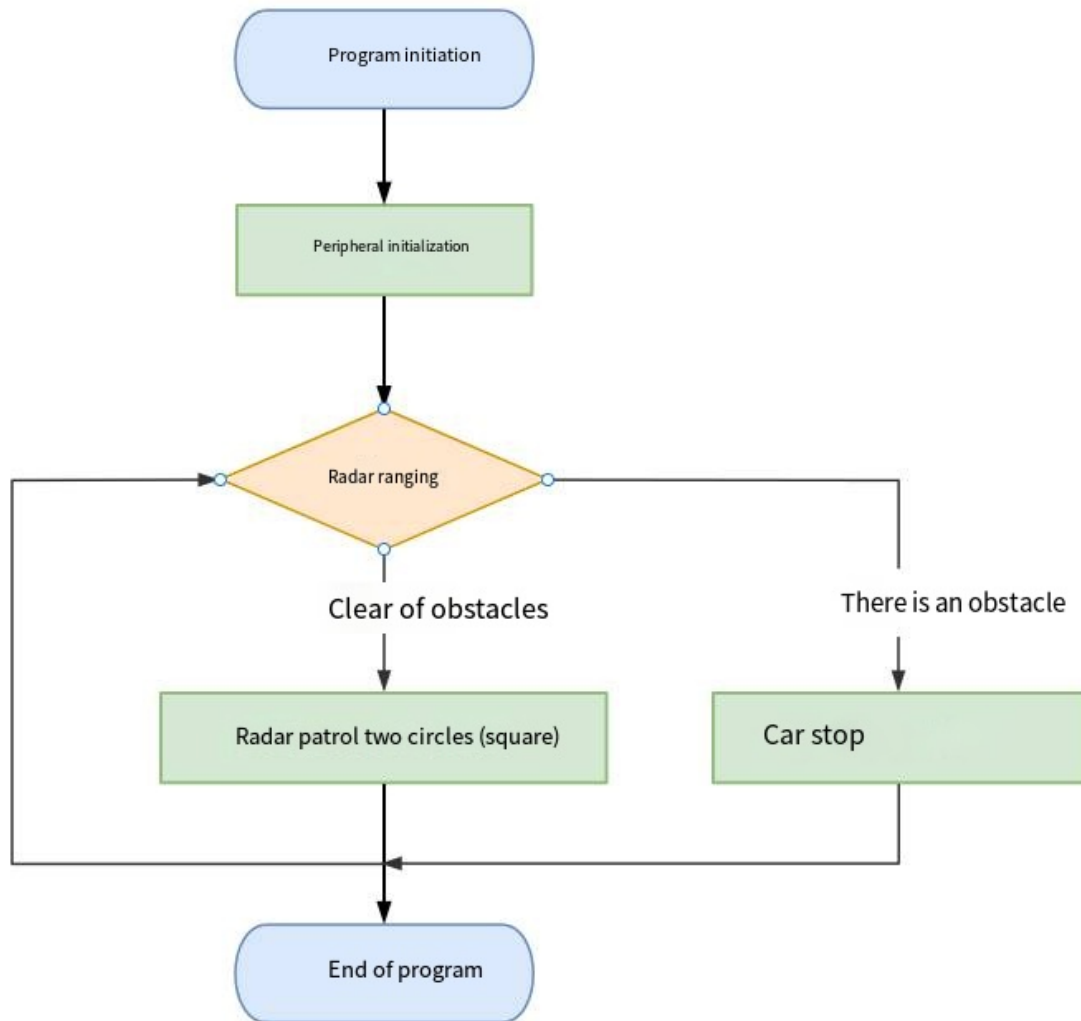 Program initiation
Peripheral initialization
Radar ranging
Clear of obstacles
There is an obstacle
Radar patrol two circles (square)
Car stop
End of program